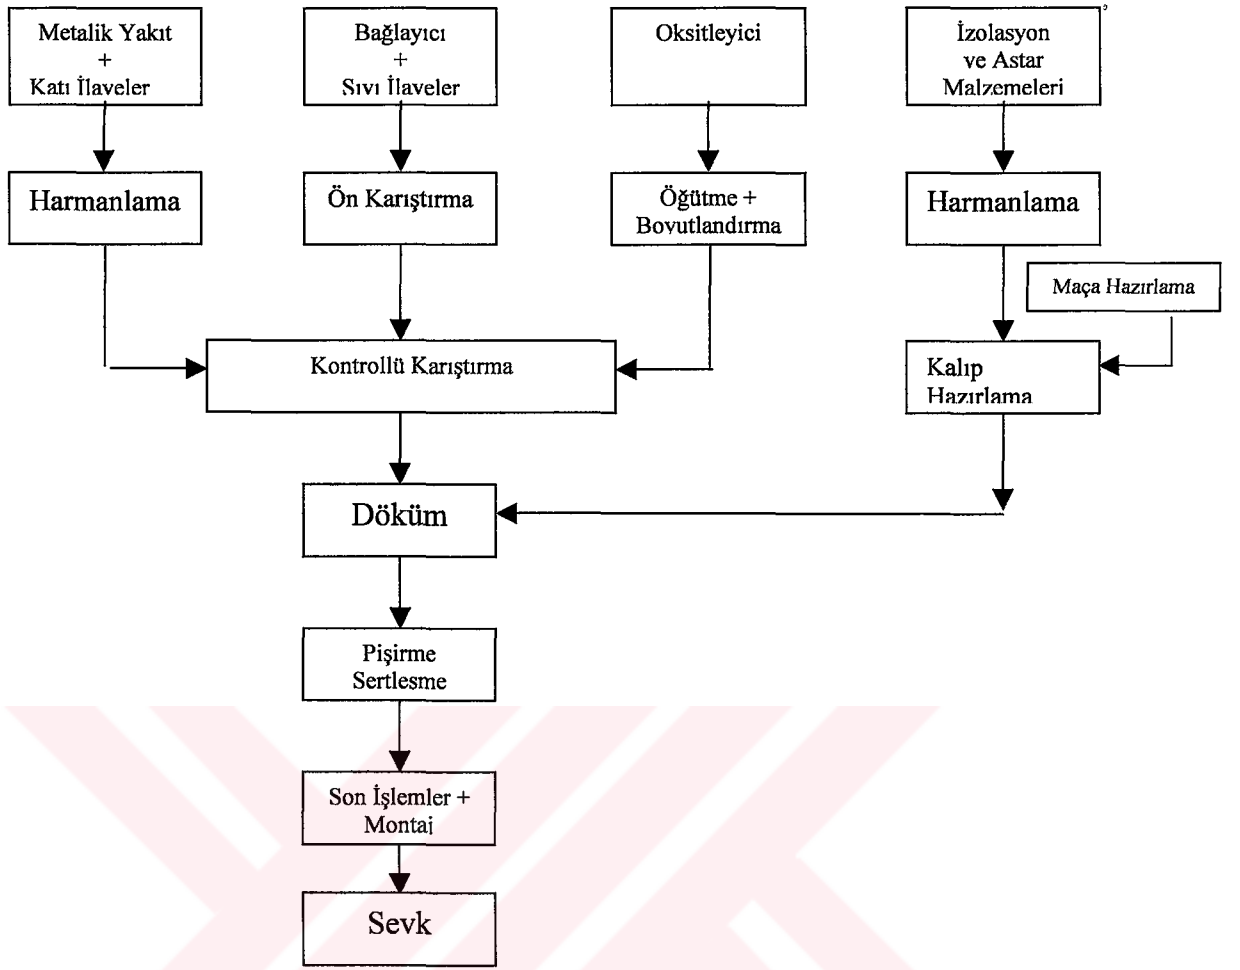 Metalik Yakıt
+
Katı İlaveler
Bağlayıcı
+
Sıvı İlaveler
Oksitleyici
İzolasyon
ve Astar
Malzemeleri
Harmanlama
Ön Karıştırma
Öğütme +
Boyutlandırma
Harmanlama
Maça Hazırlama
Kontrollü Karıştırma
Kalıp
Hazırlama
Döküm
Pişirme
Sertleşme
Son İşlemler +
Montaj
Sevk